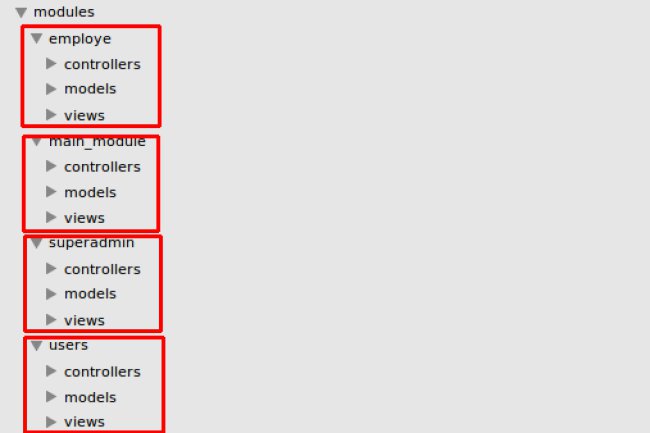 modules
employe
controllers
models
views
main_module
controllers
models
views
superadmin
controllers
models
views
users
controllers
models
views